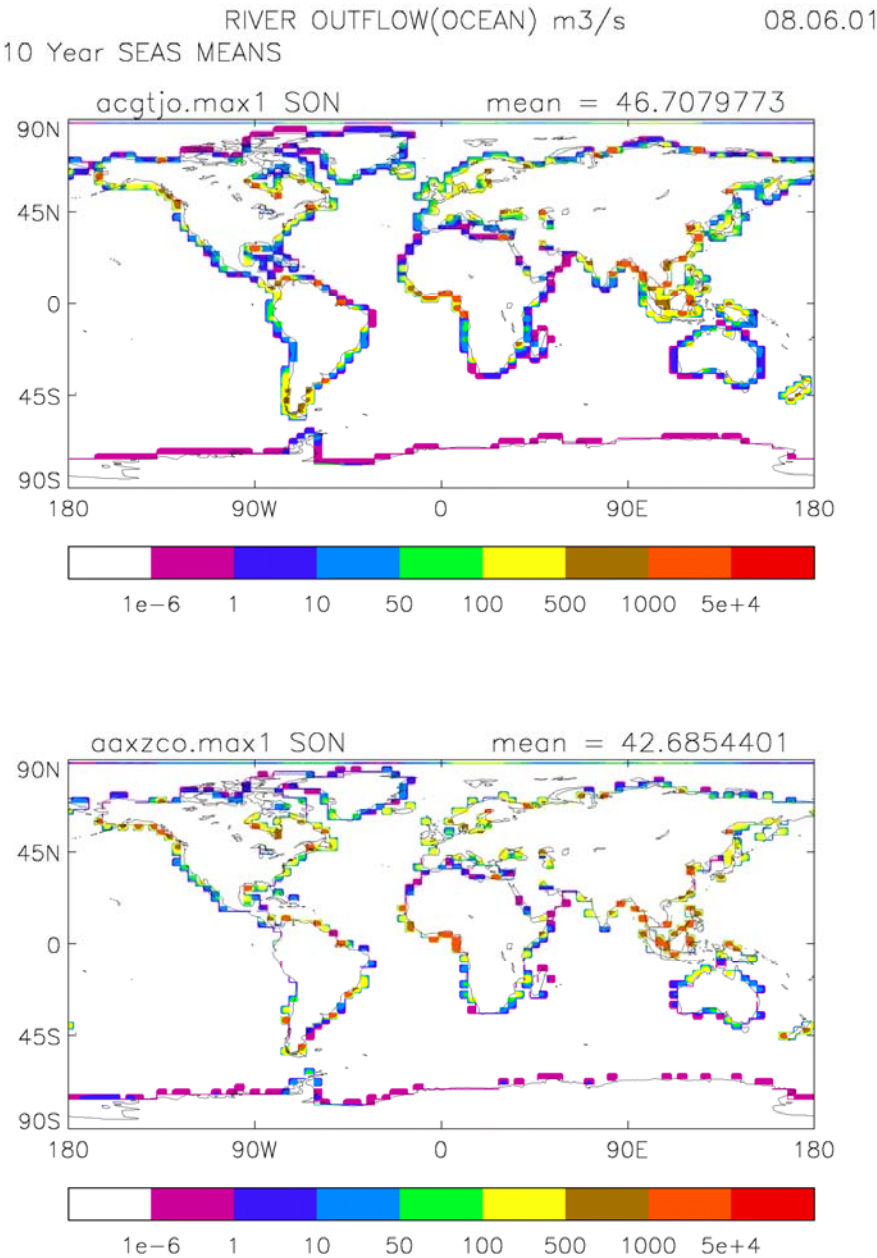 RIVER OUTFLOW(OCEAN) m3/s 08.06.01
10 Year SEAS MEANS
acgtjo.max1 SON mean = 46.7079773
90N
45N
0
45S
90S
180 90W 0 90E 180
1e-6 1 10 50 100 500 1000 5e+4
aaxzco.max1 SON mean = 42.6854401
90N
45N
0
45S
90S
180 90W 0 90E 180
1e-6 1 10 50 100 500 1000 5e+4